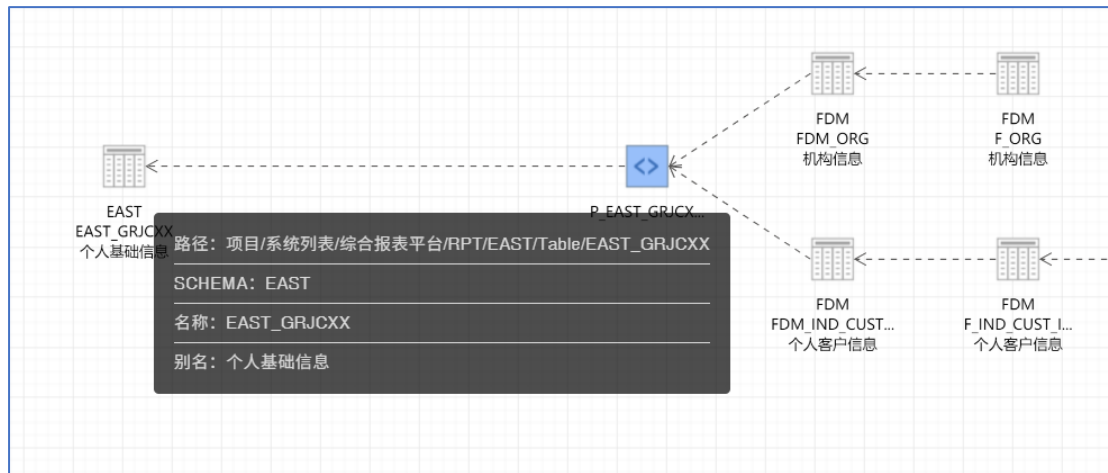 FDM
FDM_ORG
机构信息
FDM
F_ORG
机构信息
EAST
EAST_GRJCXX
个人基础信息
P_EAST_GRJCX...
路径：项目/系统列表/综合报表平台/RPT/EAST/Table/EAST_GRJCXX
SCHEMA：EAST
名称：EAST_GRJCXX
别名：个人基础信息
FDM
FDM_IND_CUST...
个人客户信息
FDM
F_IND_CUST_I...
个人客户信息